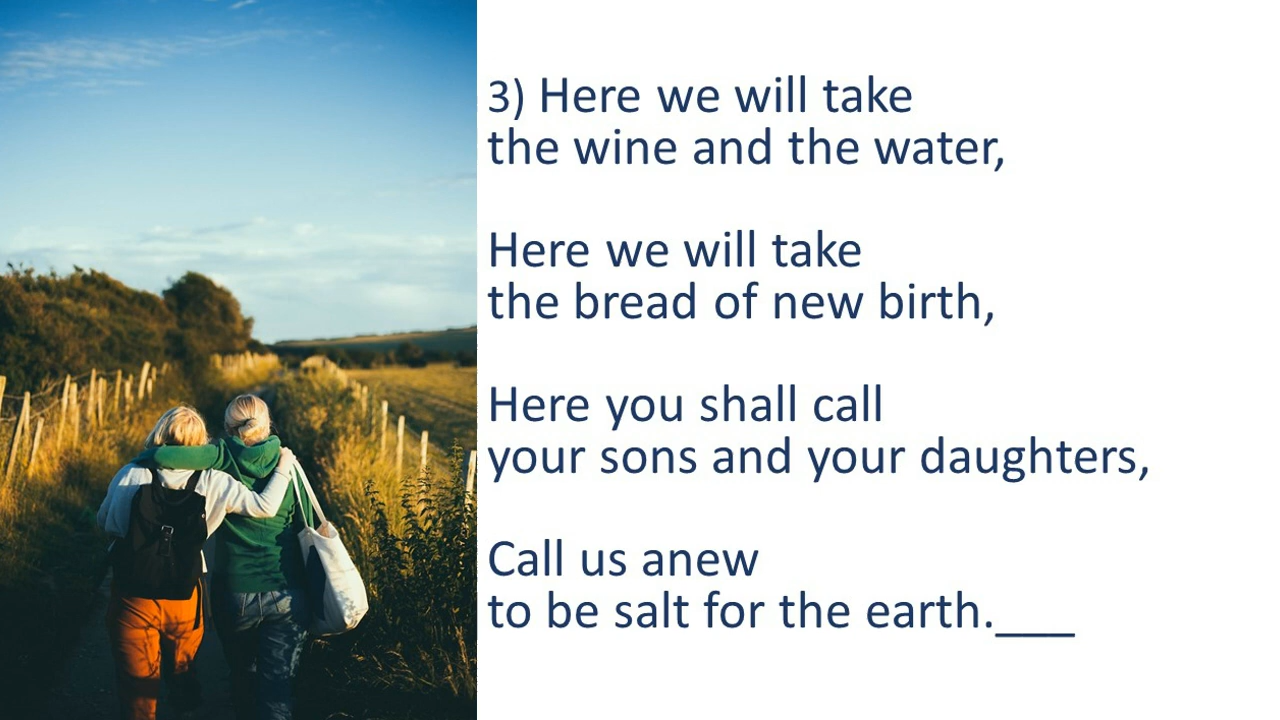 3) Here we will take
the wine and the water,
Here we will take
the bread of new birth,
Here you shall call
your sons and your daughters,
Call us anew
to be salt for the earth.___